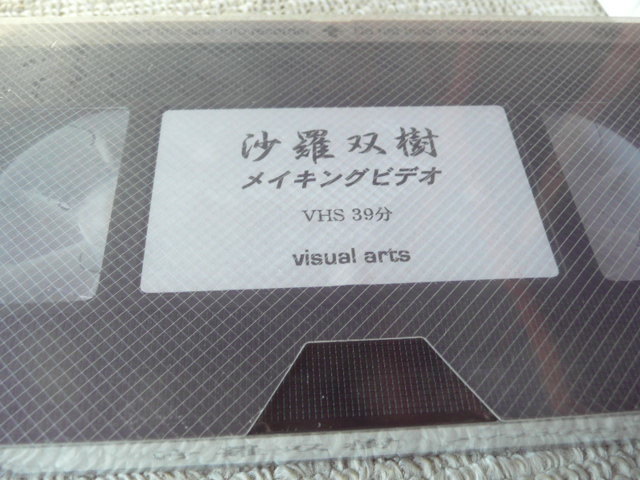 沙羅双樹
メイキングビデオ
VHS 39分
visual arts